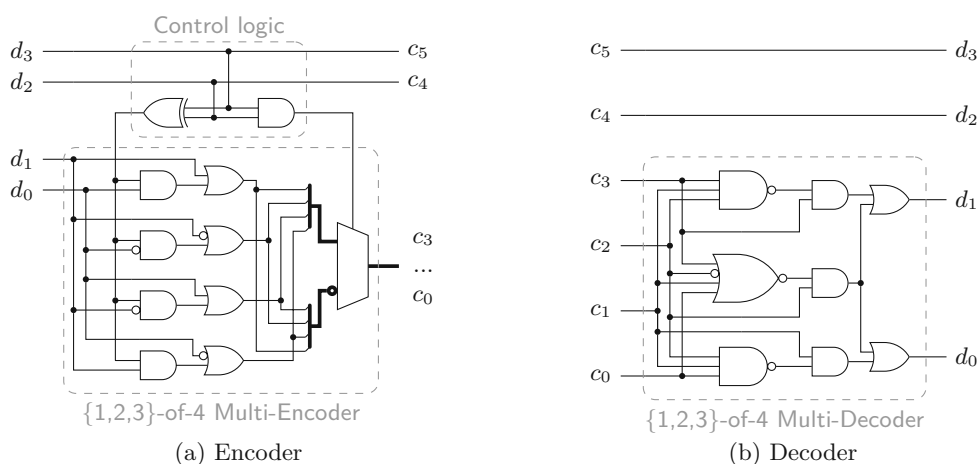 Control logic
d₃
c₅
d₂
c₄
d₁
d₀
c₃
...
c₀
{1,2,3}-of-4 Multi-Encoder
(a) Encoder
c₅
d₃
c₄
d₂
c₃
d₁
c₂
c₁
c₀
d₀
{1,2,3}-of-4 Multi-Decoder
(b) Decoder